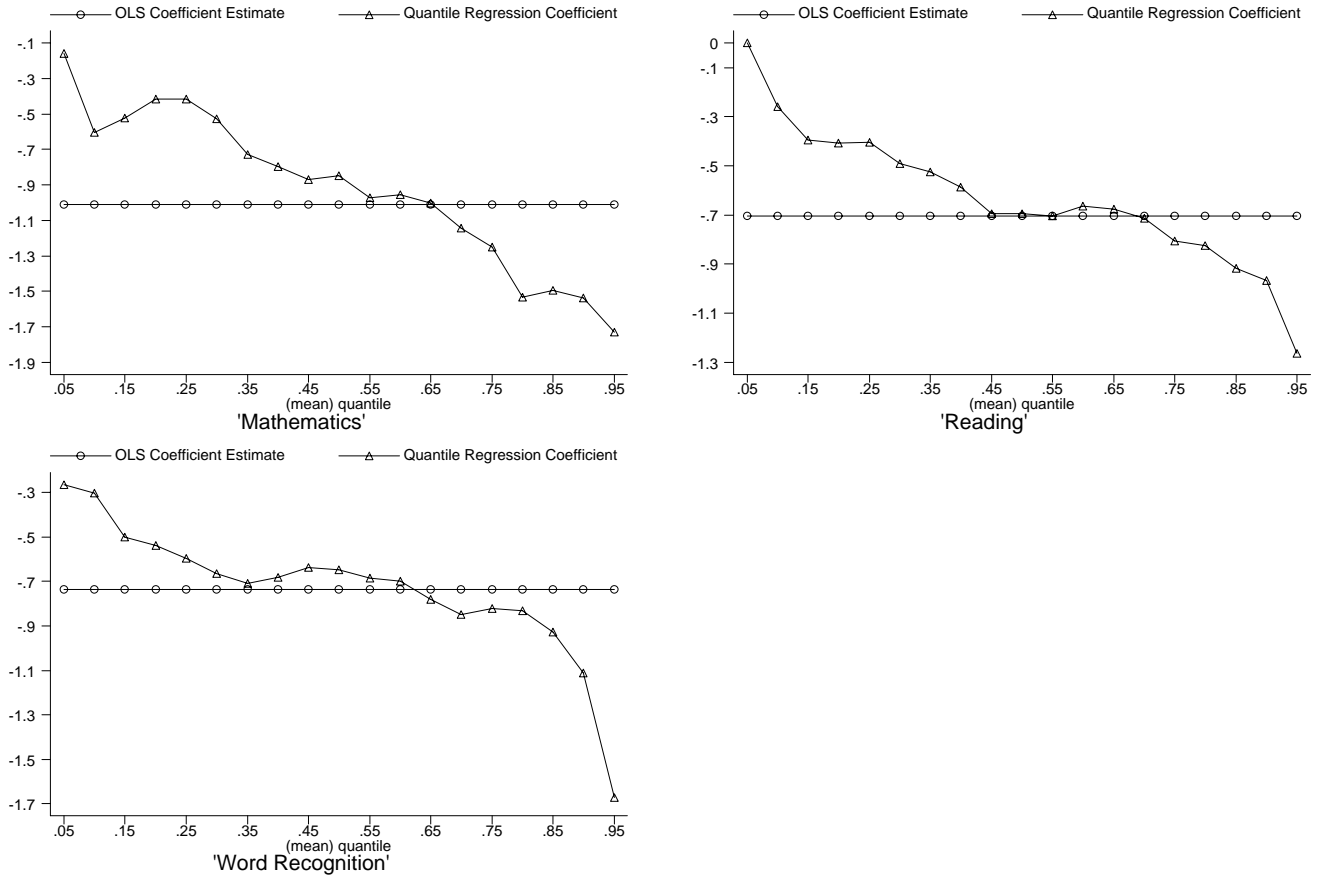 OLS Coefficient Estimate Quantile Regression Coefficient
-.1
-.3
-.5
-.7
-.9
-1.1
-1.3
-1.5
-1.7
-1.9
.05 .15 .25 .35 .45 .55 .65 .75 .85 .95
(mean) quantile
'Mathematics'
OLS Coefficient Estimate Quantile Regression Coefficient
0
-.1
-.3
-.5
-.7
-.9
-1.1
-1.3
.05 .15 .25 .35 .45 .55 .65 .75 .85 .95
(mean) quantile
'Reading'
OLS Coefficient Estimate Quantile Regression Coefficient
-.3
-.5
-.7
-.9
-1.1
-1.3
-1.5
-1.7
.05 .15 .25 .35 .45 .55 .65 .75 .85 .95
(mean) quantile
'Word Recognition'